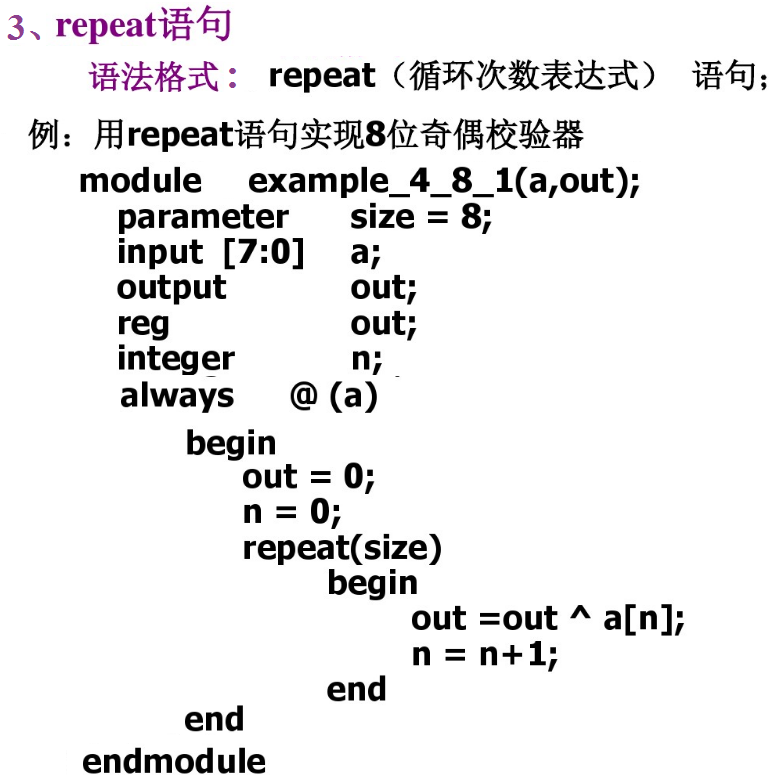 3、repeat语句
语法格式： repeat（循环次数表达式） 语句；
例：用repeat语句实现8位奇偶校验器
module example_4_8_1(a,out);
parameter size = 8;
input [7:0] a;
output out;
reg out;
integer n;
always @ (a)
begin
out = 0;
n = 0;
repeat(size)
begin
out =out ^ a[n];
n = n+1;
end
end
endmodule